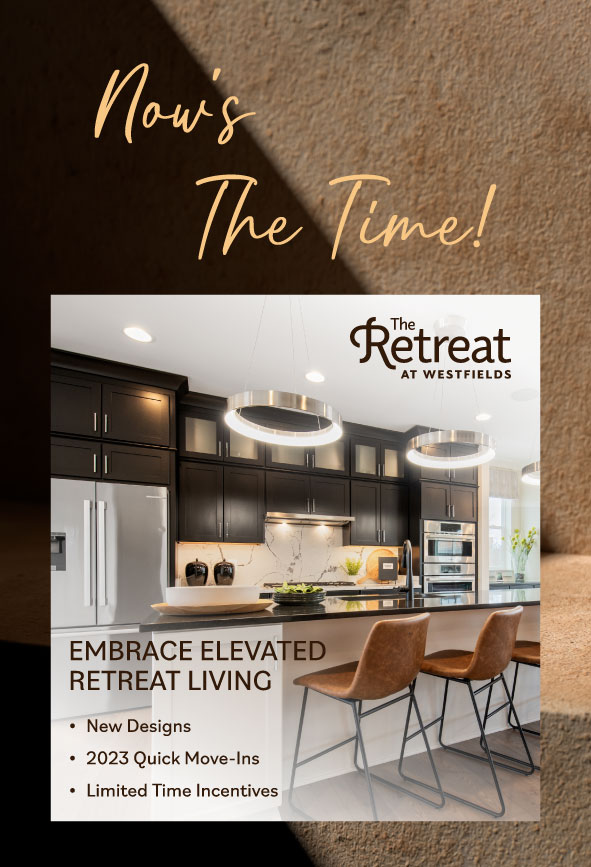 Now's
The Time!
The
Retreat
AT WESTFIELDS
EMBRACE ELEVATED
RETREAT LIVING
• New Designs
• 2023 Quick Move-Ins
• Limited Time Incentives